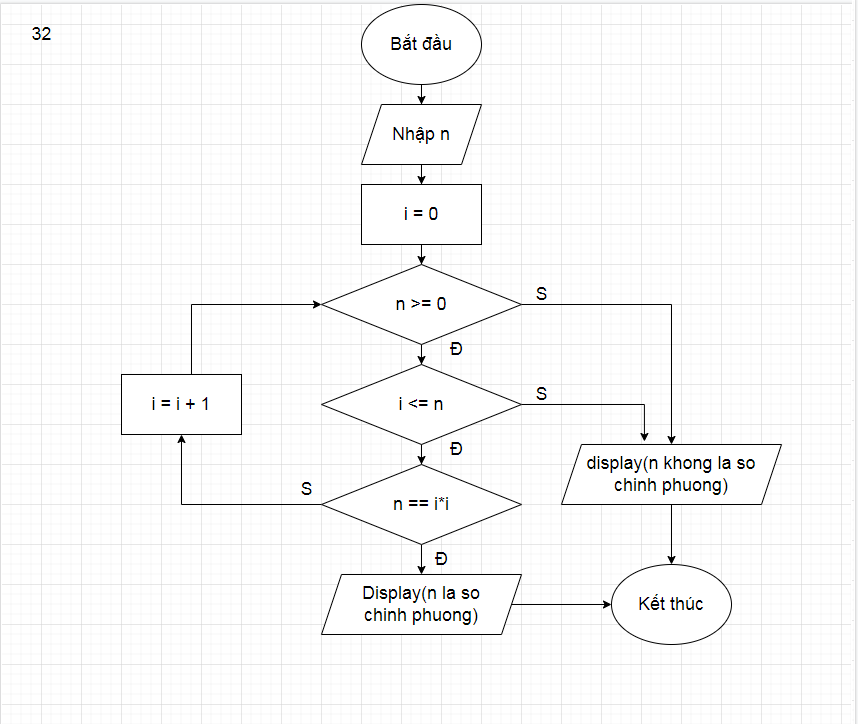 32
Bắt đầu
Nhập n
i = 0
n >= 0
S
Đ
i = i + 1
i <= n
S
Đ
display(n khong la so
chinh phuong)
S
n == i*i
Đ
Display(n la so
chinh phuong)
Kết thúc